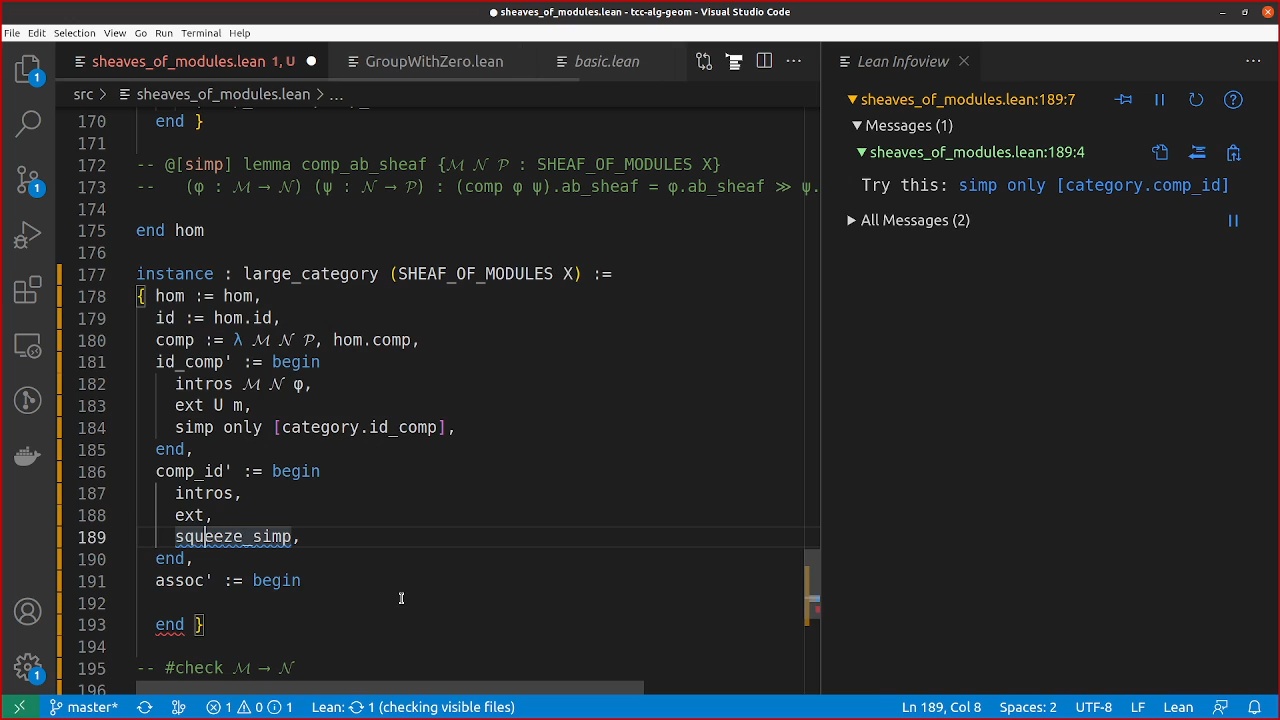 sheaves_of_modules.lean - tcc-alg-geom - Visual Studio Code
File Edit Selection View Go Run Terminal Help
sheaves_of_modules.lean 1, U
GroupWithZero.lean
basic.lean
Lean Infoview
src > sheaves_of_modules.lean > ...
170 end }
171
172 -- @[simp] lemma comp_ab_sheaf {ℳ 𝒩 𝒫 : SHEAF_OF_MODULES X}
173 -- (φ : ℳ → 𝒩) (ψ : 𝒩 → 𝒫) : (comp φ ψ).ab_sheaf = φ.ab_sheaf ≫ ψ.
174
175 end hom
176
177 instance : large_category (SHEAF_OF_MODULES X) :=
178 { hom := hom,
179 id := hom.id,
180 comp := λ ℳ 𝒩 𝒫, hom.comp,
181 id_comp' := begin
182 intros ℳ 𝒩 φ,
183 ext U m,
184 simp only [category.id_comp],
185 end,
186 comp_id' := begin
187 intros,
188 ext,
189 squeeze_simp,
190 end,
191 assoc' := begin
192
193 end }
194
195 -- #check ℳ → 𝒩
196
sheaves_of_modules.lean:189:7
Messages (1)
sheaves_of_modules.lean:189:4
Try this: simp only [category.comp_id]
All Messages (2)
master* 1 0 1 Lean: 1 (checking visible files) Ln 189, Col 8 Spaces: 2 UTF-8 LF Lean